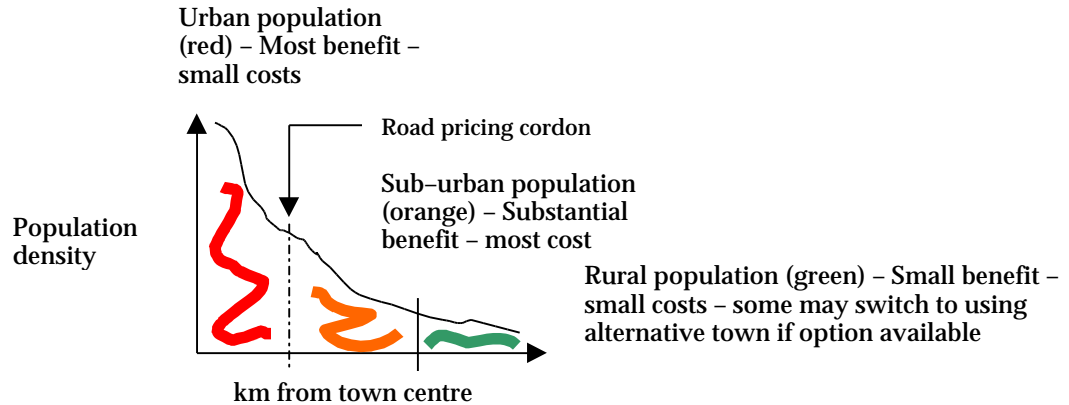 Urban population
(red) – Most benefit –
small costs
Road pricing cordon
Sub–urban population
(orange) – Substantial
benefit – most cost
Population
density
Rural population (green) – Small benefit –
small costs – some may switch to using
alternative town if option available
km from town centre